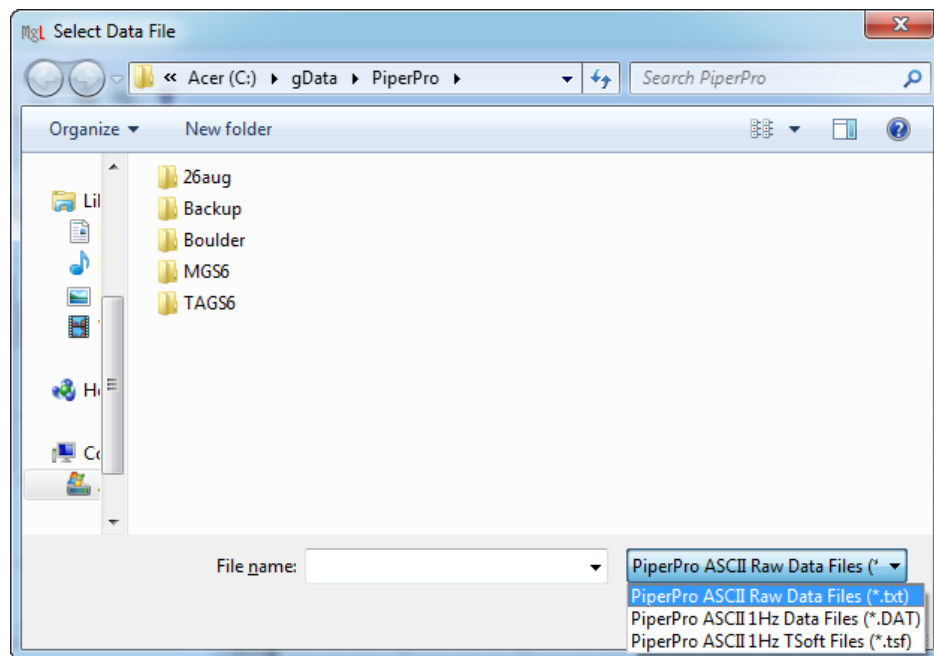 MgL Select Data File
« Acer (C:) ▸ gData ▸ PiperPro ▸
Search PiperPro
Organize ▾ New folder
26aug
Backup
Boulder
MGS6
TAGS6
File name:
PiperPro ASCII Raw Data Files (*
PiperPro ASCII Raw Data Files (*.txt)
PiperPro ASCII 1Hz Data Files (*.DAT)
PiperPro ASCII 1Hz TSoft Files (*.tsf)